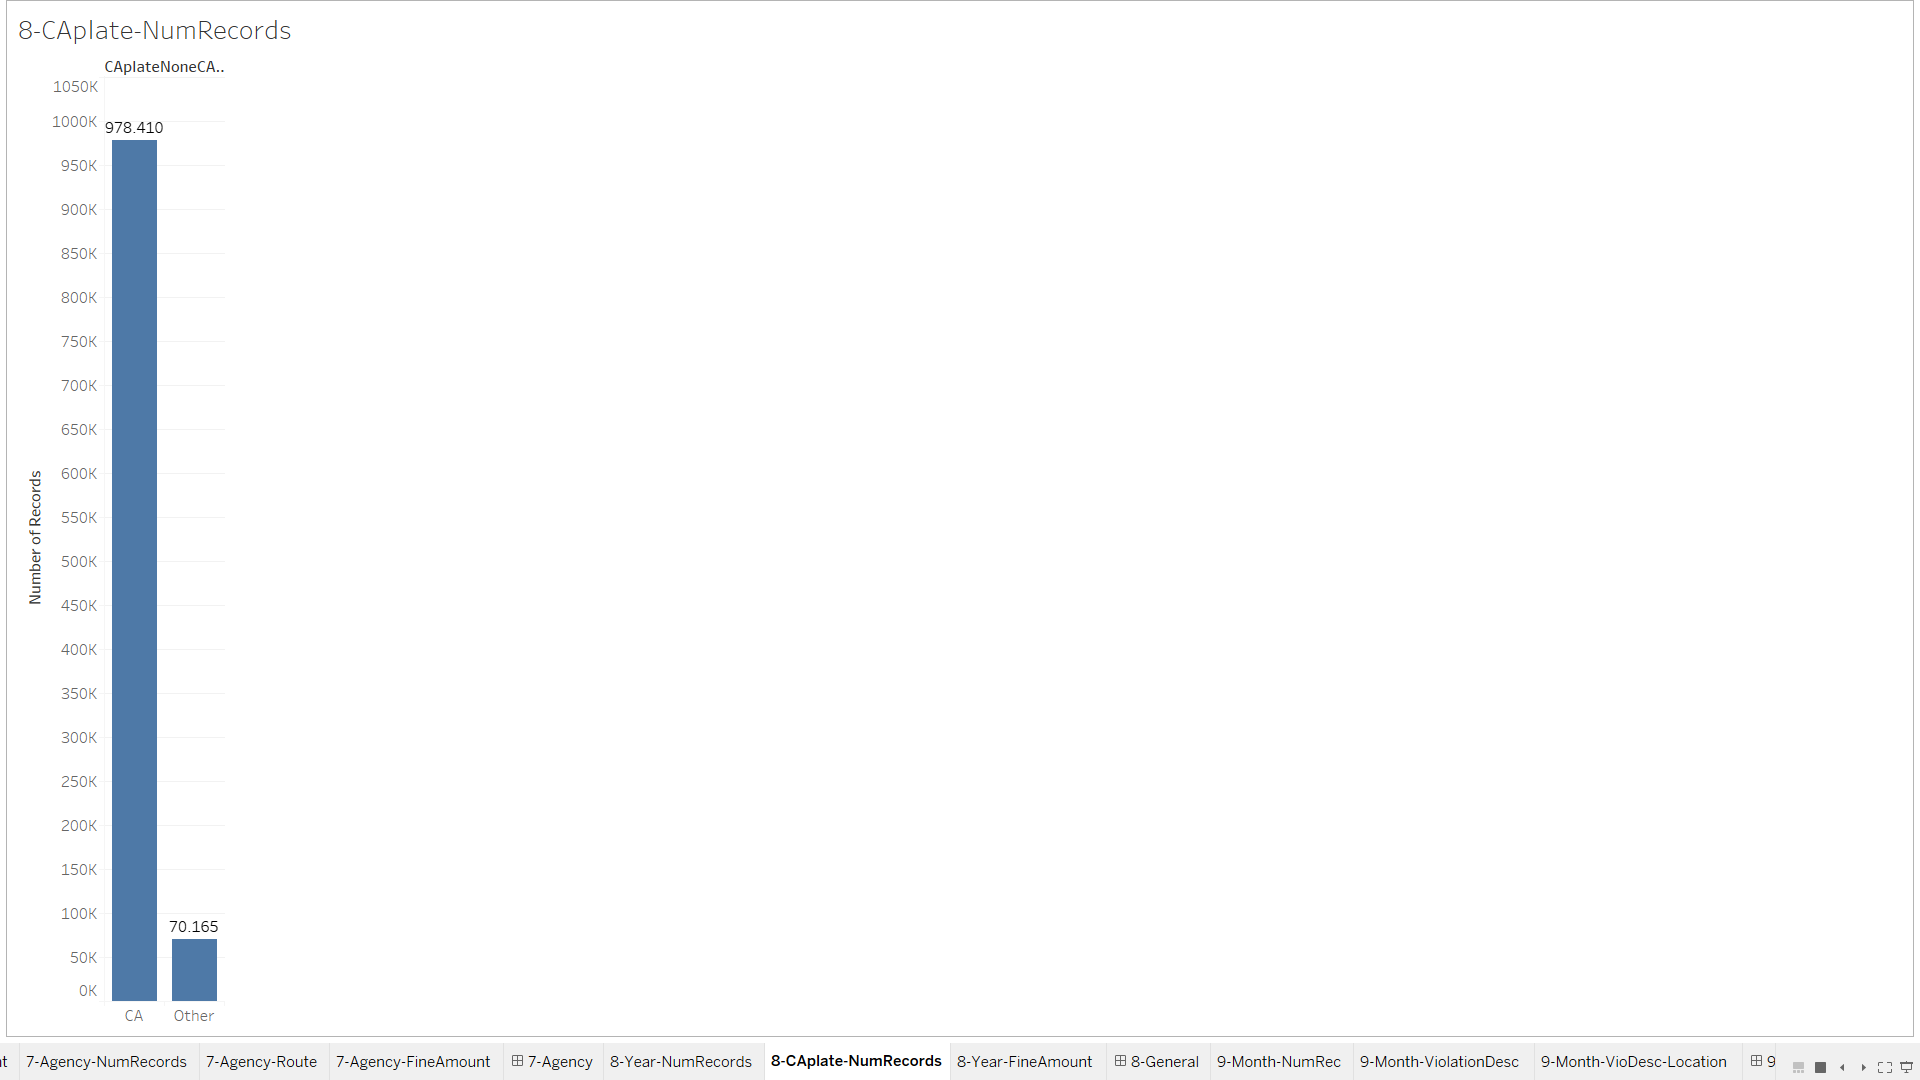 8-CAplate-NumRecords
CAplateNoneCA..
1050K
1000K
950K
900K
850K
800K
750K
700K
650K
600K
550K
500K
450K
400K
350K
300K
250K
200K
150K
100K
50K
0K
Number of Records
978.410
70.165
CA Other
nt 7-Agency-NumRecords 7-Agency-Route 7-Agency-FineAmount 7-Agency 8-Year-NumRecords 8-CAplate-NumRecords 8-Year-FineAmount 8-General 9-Month-NumRec 9-Month-ViolationDesc 9-Month-VioDesc-Location 9